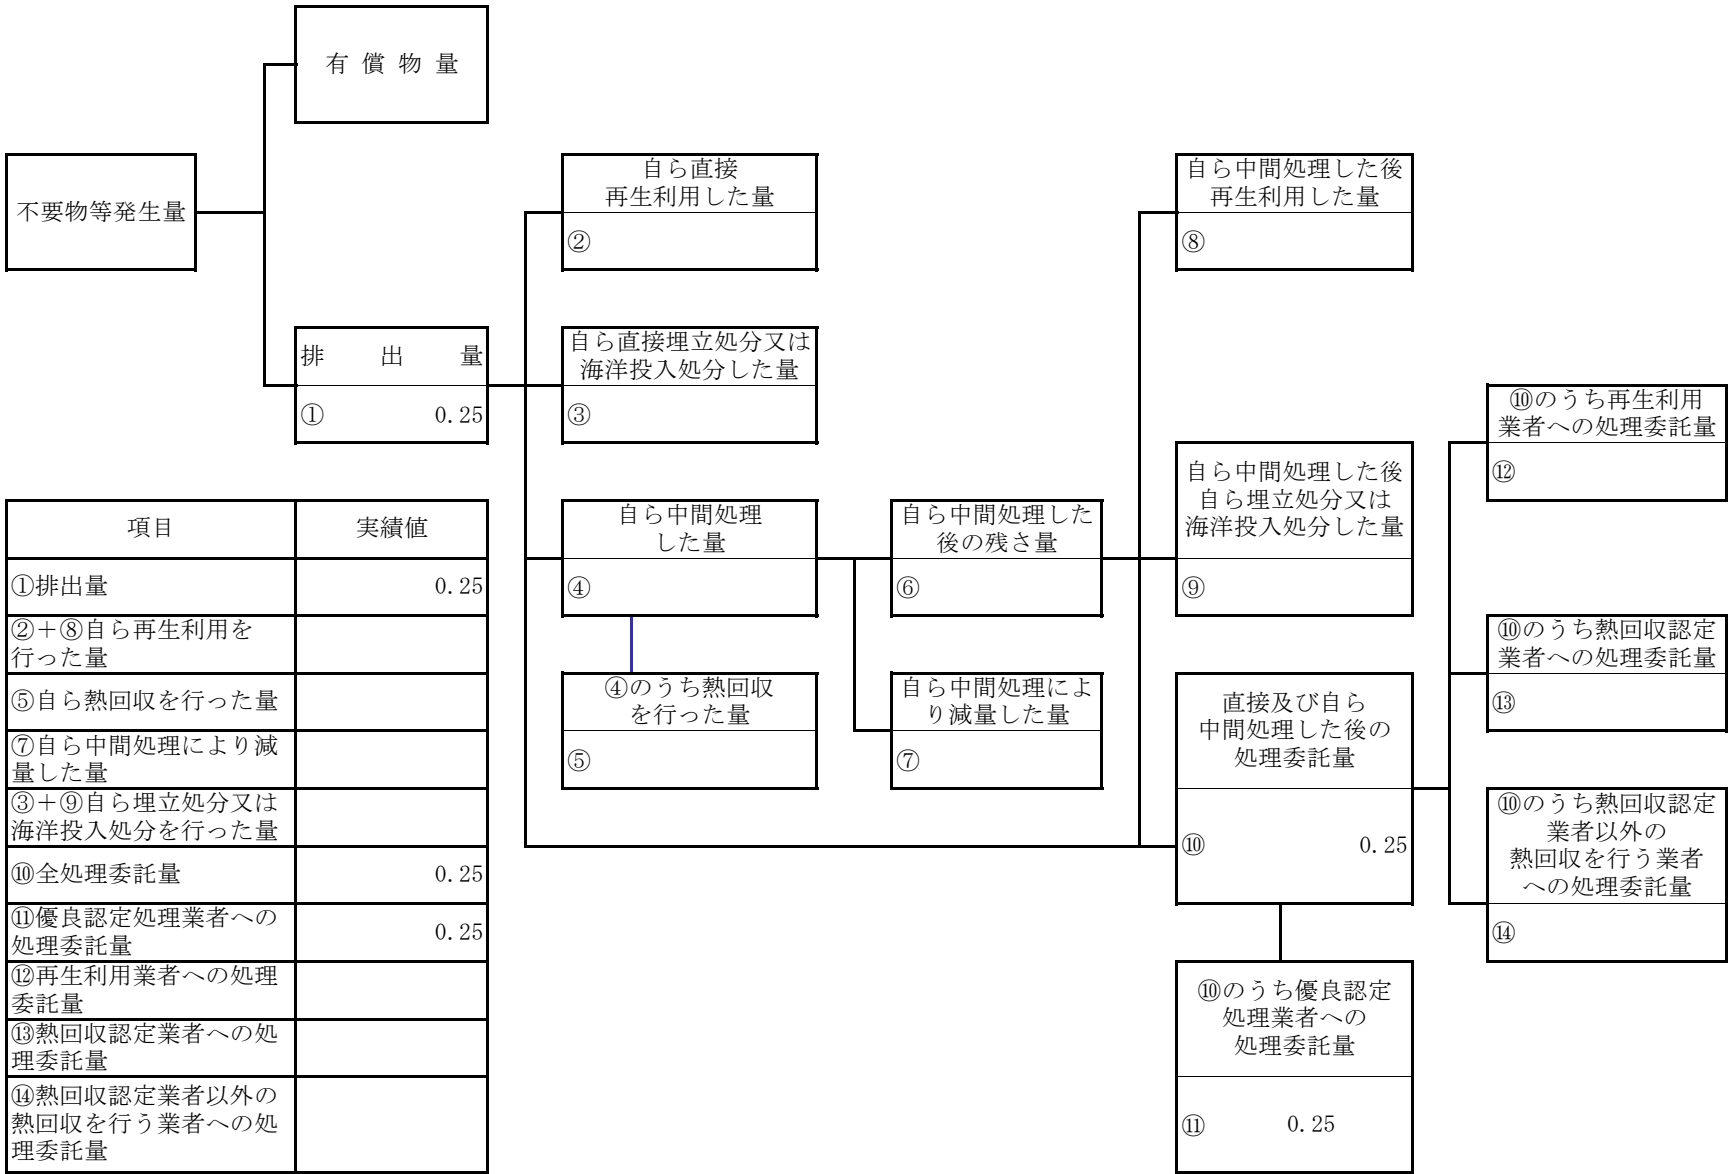 有償物量
不要物等発生量
排出量
① 0.25
自ら直接
再生利用した量
②
自ら直接埋立処分又は
海洋投入処分した量
③
自ら中間処理
した量
④
④のうち熱回収
を行った量
⑤
自ら中間処理した
後の残さ量
⑥
自ら中間処理によ
り減量した量
⑦
自ら中間処理した後
再生利用した量
⑧
自ら中間処理した後
自ら埋立処分又は
海洋投入処分した量
⑨
直接及び自ら
中間処理した後の
処理委託量
⑩ 0.25
⑩のうち優良認定
処理業者への
処理委託量
⑪ 0.25
⑩のうち再生利用
業者への処理委託量
⑫
⑩のうち熱回収認定
業者への処理委託量
⑬
⑩のうち熱回収認定
業者以外の
熱回収を行う業者
への処理委託量
⑭
項目 実績値
①排出量 0.25
②+⑧自ら再生利用を
行った量
⑤自ら熱回収を行った量
⑦自ら中間処理により減
量した量
③+⑨自ら埋立処分又は
海洋投入処分を行った量
⑩全処理委託量 0.25
⑪優良認定処理業者への
処理委託量 0.25
⑫再生利用業者への処理
委託量
⑬熱回収認定業者への処
理委託量
⑭熱回収認定業者以外の
熱回収を行う業者への処
理委託量